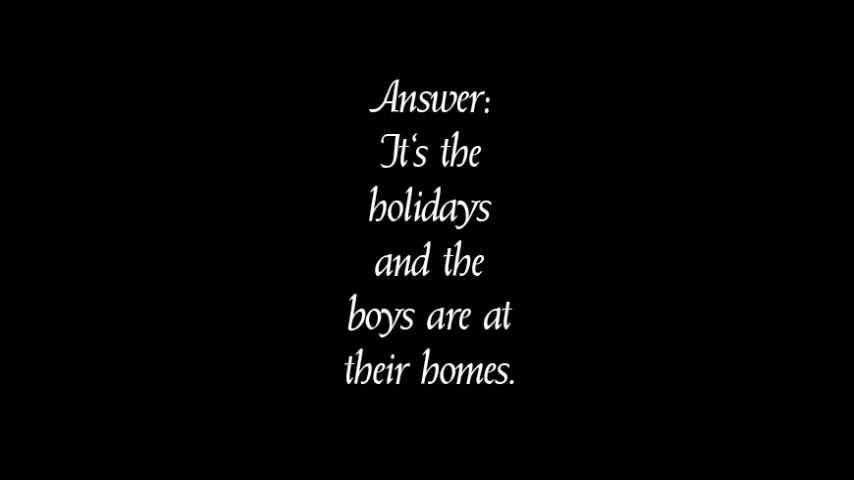 Answer:
It‘s the
holidays
and the
boys are at
their homes.